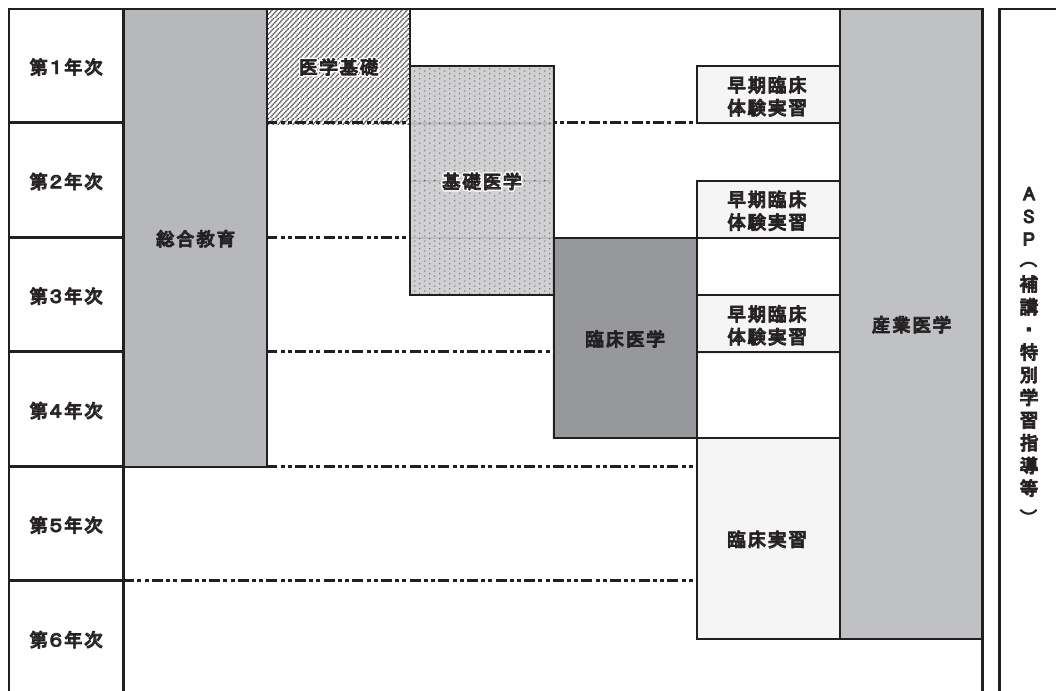 第1年次
医学基礎
早期臨床
体験実習
第2年次
基礎医学
早期臨床
体験実習
総合教育
第3年次
早期臨床
体験実習
臨床医学
産業医学
第4年次
第5年次
臨床実習
第6年次
ASP(補講・特別学習指導等)